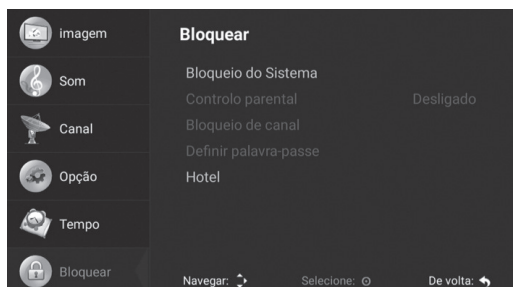 imagem
Som
Canal
Opção
Tempo
Bloquear
Bloquear
Bloqueio do Sistema
Controlo parental Desligado
Bloqueio de canal
Definir palavra-passe
Hotel
Navegar: Selecione: De volta: